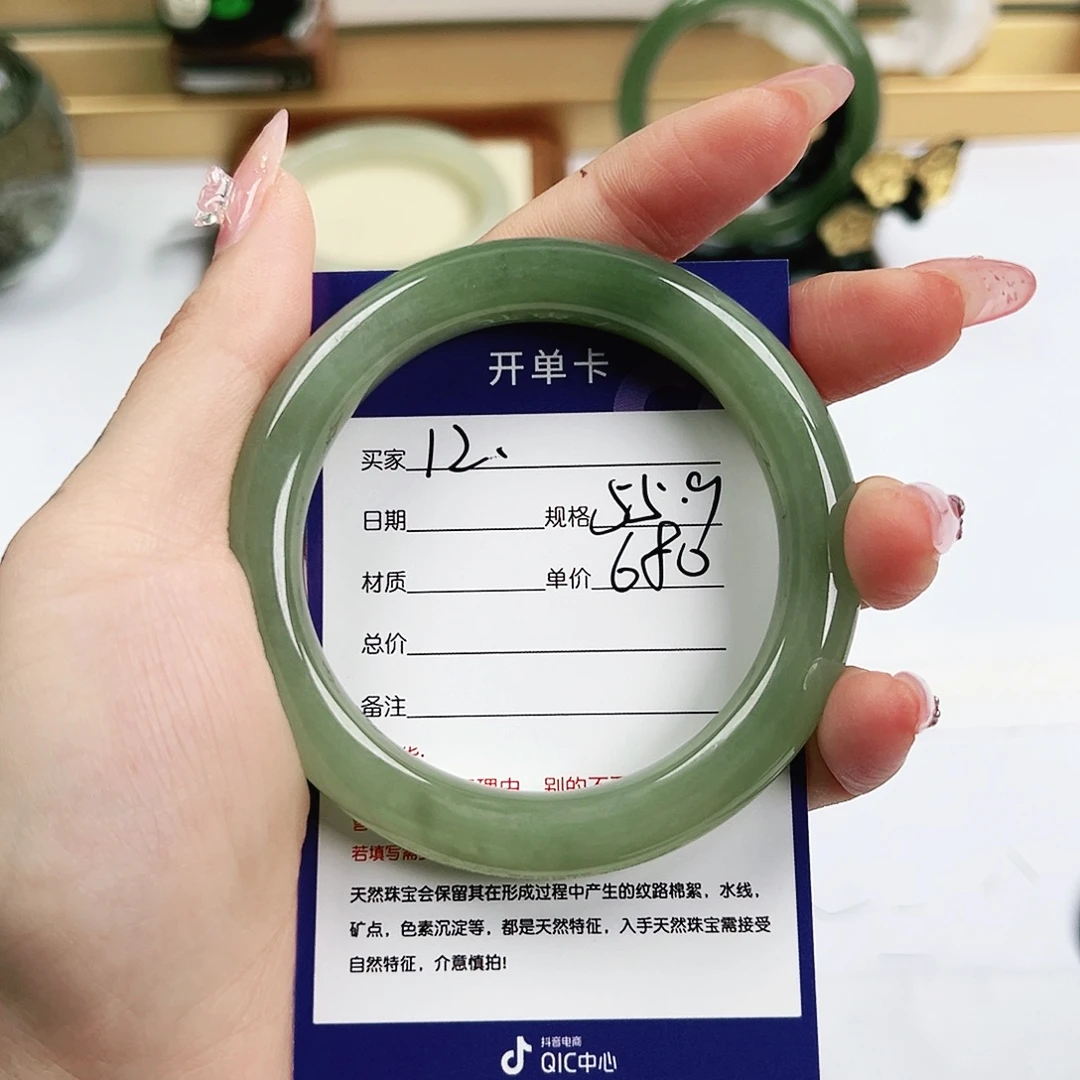 开单卡
买家 12.
日期 规格 55.9
材质 单价 680
总价
备注
若填写需
天然珠宝会保留其在形成过程中产生的纹路棉絮，水线，
矿点，色素沉淀等，都是天然特征，入手天然珠宝需接受
自然特征，介意慎拍!
抖音电商
QIC中心